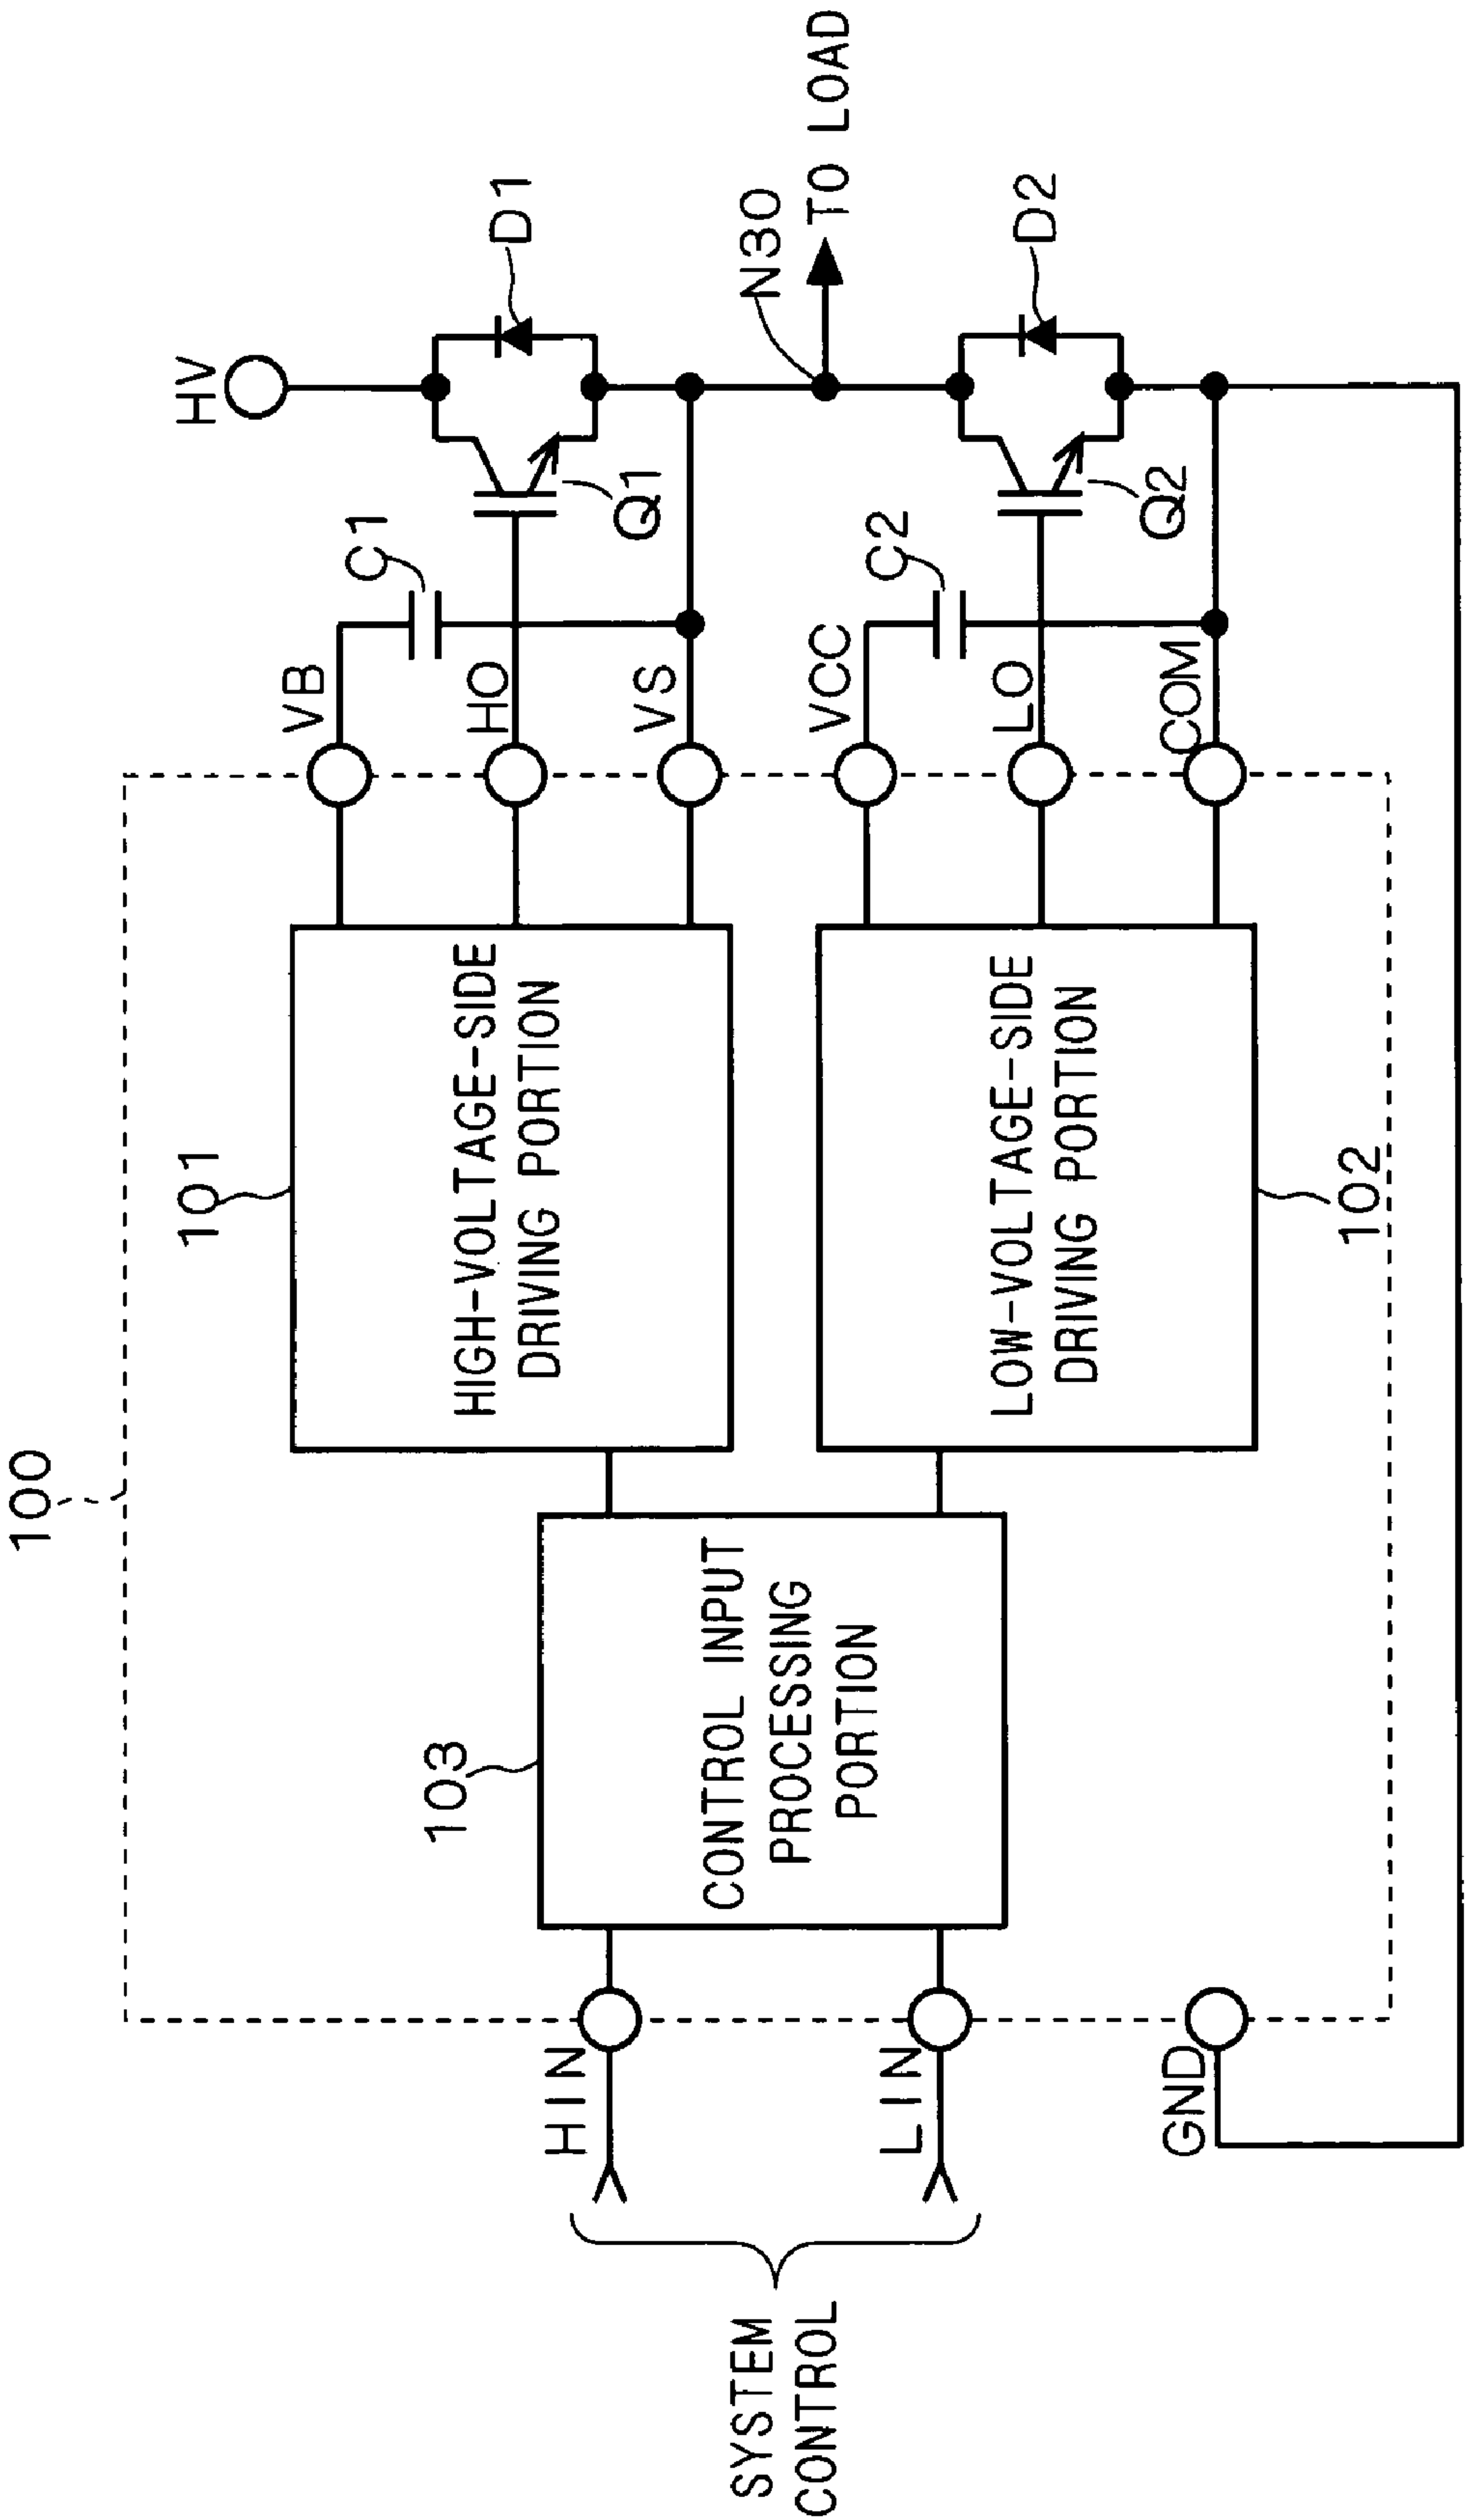 100
HV
101
D1
C1
VB
HIGH-VOLTAGE-SIDE
DRIVING PORTION
HO
Q1
103
VS
N30
HIN
CONTROL INPUT
PROCESSING
PORTION
TO LOAD
SYSTEM
CONTROL
VCC
C2
LIN
LOW-VOLTAGE-SIDE
DRIVING PORTION
LO
D2
Q2
GND
COM
102